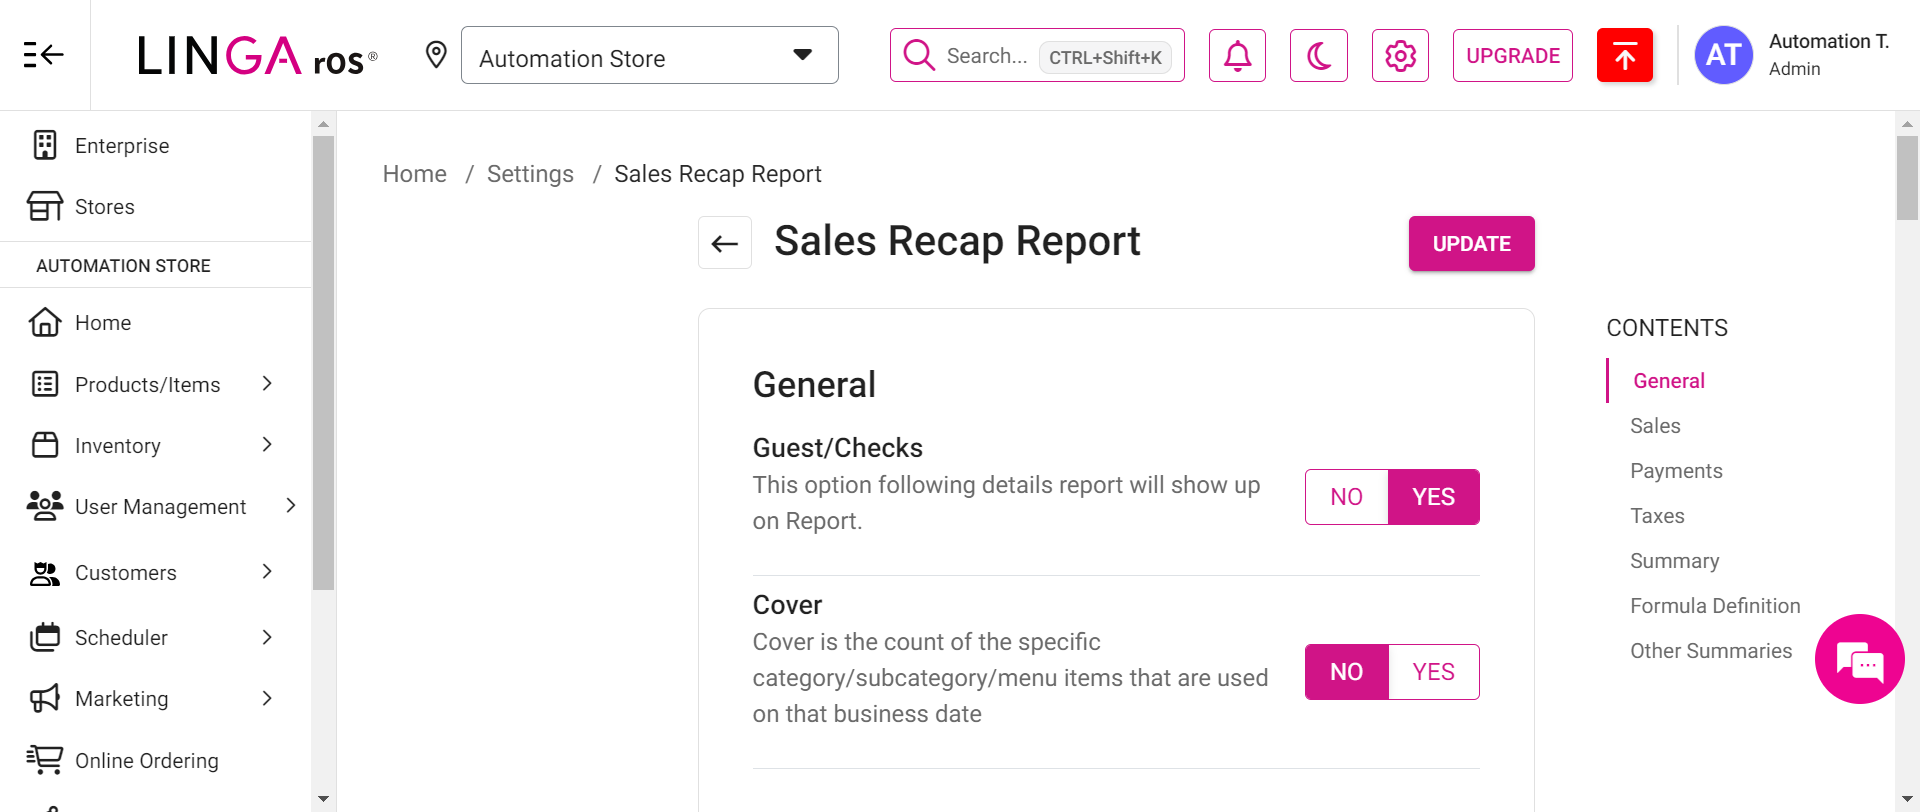 LINGA ros®
Automation Store
Search... CTRL+Shift+K
UPGRADE
AT
Automation T.
Admin
Enterprise
Stores
AUTOMATION STORE
Home
Products/Items
Inventory
User Management
Customers
Scheduler
Marketing
Online Ordering
Home / Settings / Sales Recap Report
Sales Recap Report
UPDATE
General
Guest/Checks
This option following details report will show up
on Report.
NO YES
Cover
Cover is the count of the specific
category/subcategory/menu items that are used
on that business date
NO YES
CONTENTS
General
Sales
Payments
Taxes
Summary
Formula Definition
Other Summaries